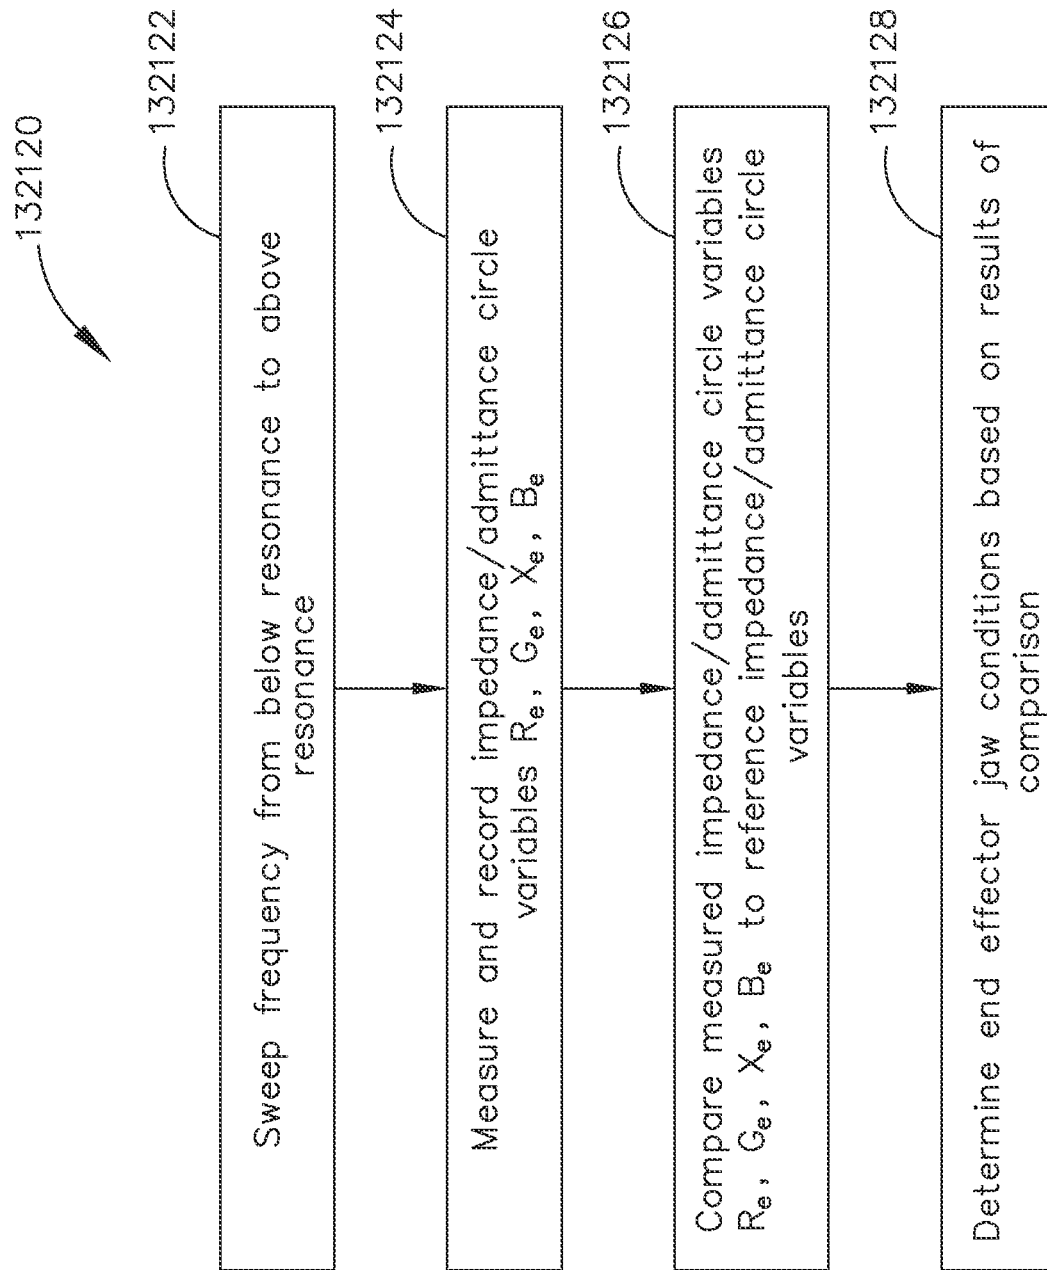 132120
132122
Sweep frequency from below resonance to above
resonance
132124
Measure and record impedance/admittance circle
variables Re, Ge, Xe, Be
132126
Compare measured impedance/admittance circle variables
Re, Ge, Xe, Be to reference impedance/admittance circle
variables
132128
Determine end effector jaw conditions based on results of
comparison